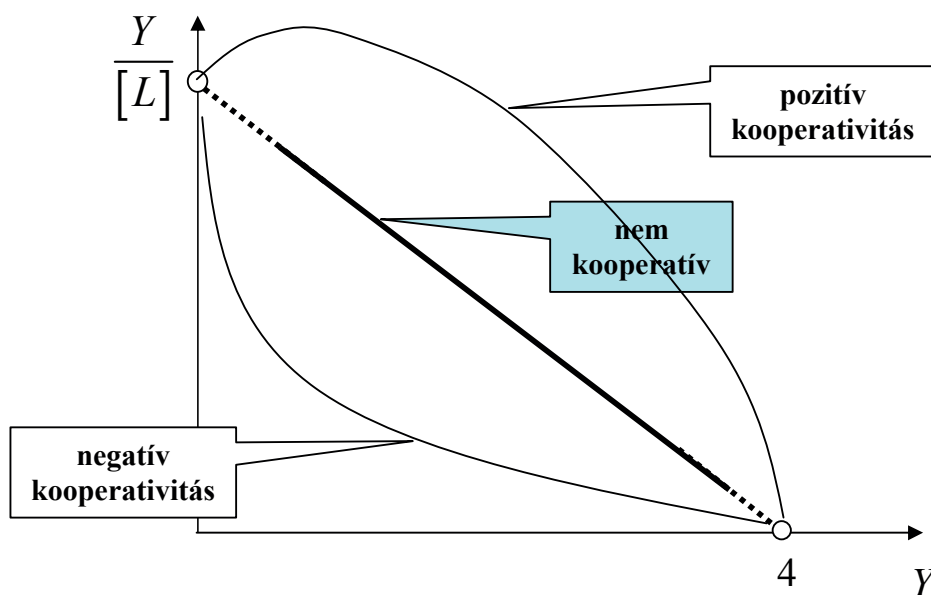 Y
[L]
pozitív
kooperativitás
nem
kooperatív
negatív
kooperativitás
4
Y